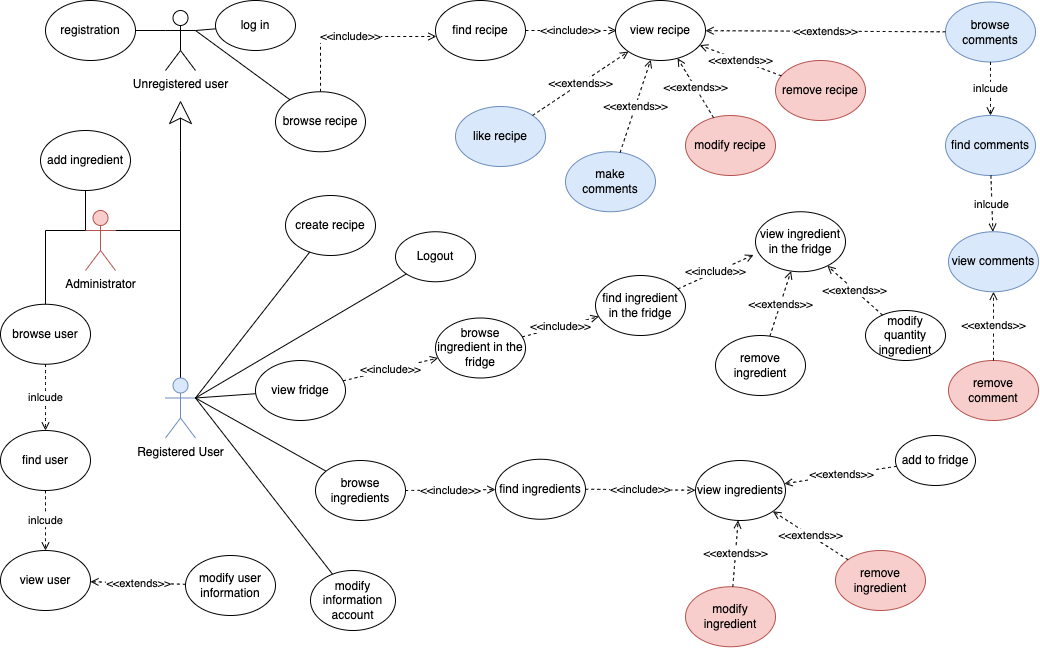 registration
log in
Unregistered user
<<include>>
browse recipe
find recipe
<<include>>
view recipe
<<extends>>
browse
comments
<<extends>>
<<extends>>
<<extends>>
<<extends>>
remove recipe
like recipe
make
comments
modify recipe
inlcude
find comments
inlcude
view comments
<<extends>>
remove
comment
add ingredient
Administrator
browse user
inlcude
find user
inlcude
view user
<<extends>>
modify user
information
create recipe
Logout
view fridge
<<include>>
browse
ingredient in the
fridge
<<include>>
find ingredient
in the fridge
<<include>>
view ingredient
in the fridge
<<extends>>
<<extends>>
remove
ingredient
modify
quantity
ingredient
Registered User
browse
ingredients
<<include>>
find ingredients
<<include>>
view ingredients
<<extends>>
add to fridge
<<extends>>
<<extends>>
modify
ingredient
remove
ingredient
modify
information
account